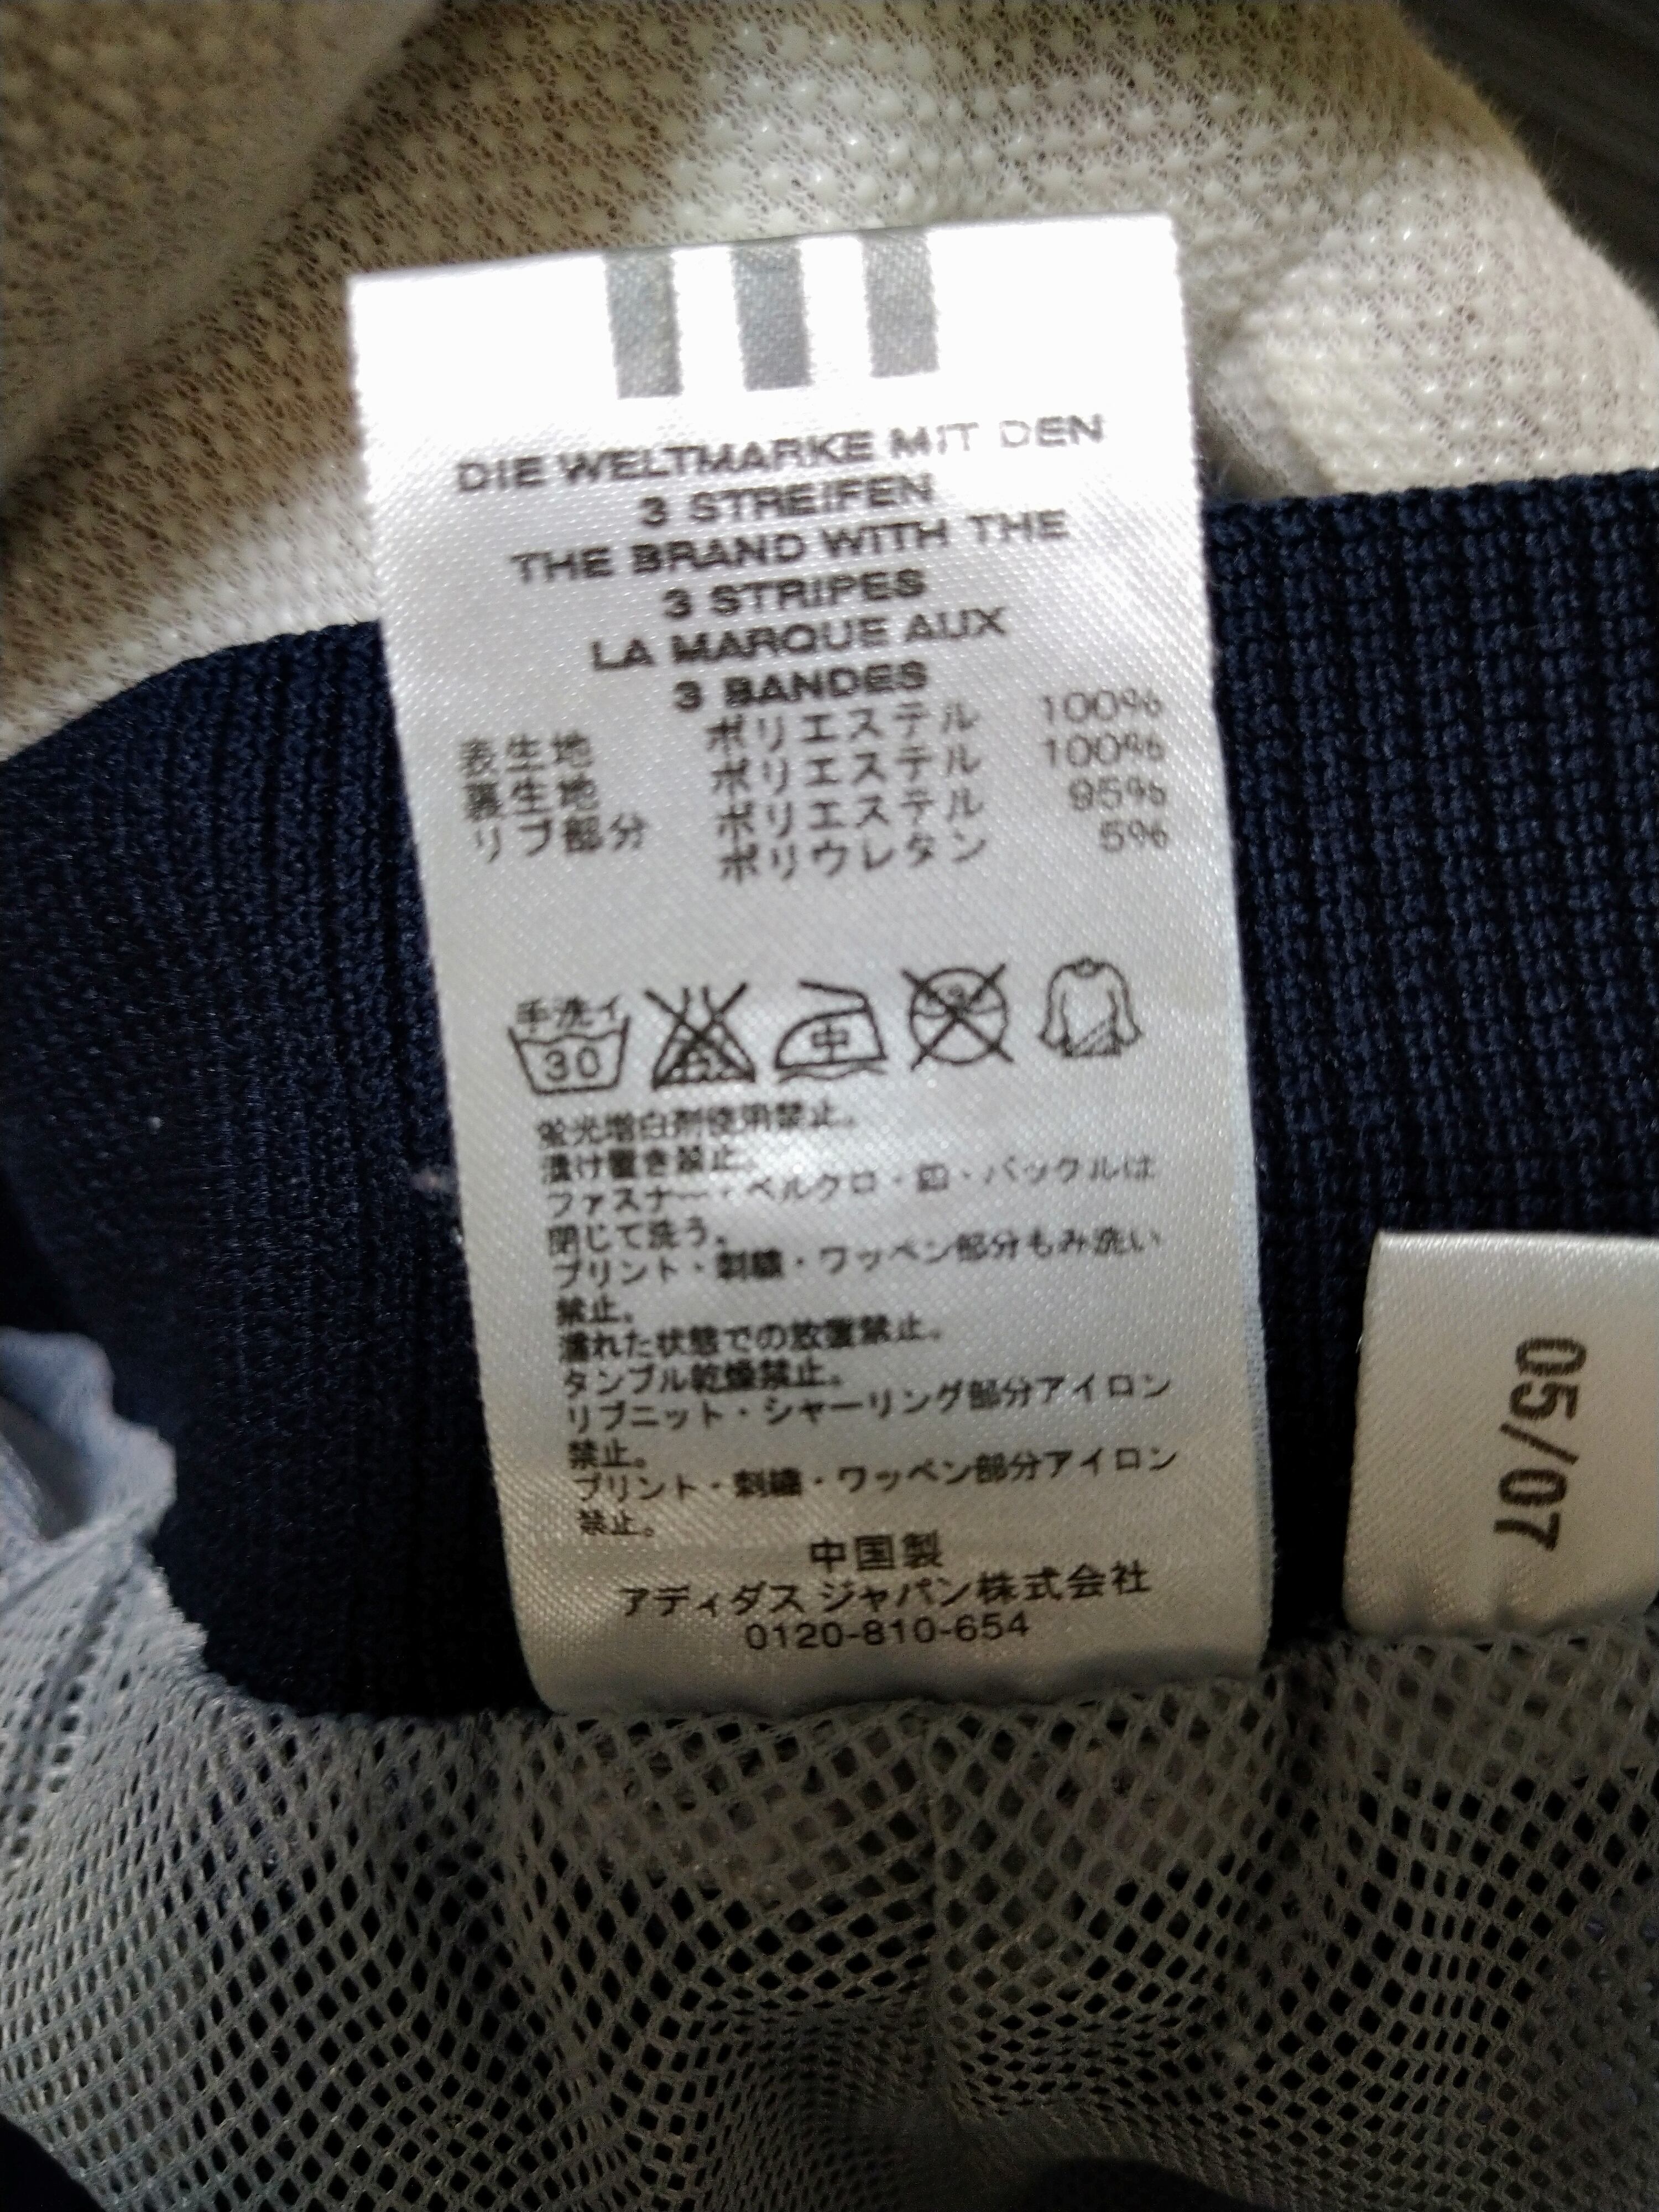 DIE WELTMARKE MIT DEN
3 STREIFEN
THE BRAND WITH THE
3 STRIPES
LA MARQUE AUX
3 BANDES
表生地 ポリエステル 100%
裏生地 ポリエステル 100%
リブ部分 ポリエステル 95%
ポリウレタン 5%
手洗イ
30
中
蛍光増白剤使用禁止。
漬け置き禁止。
ファスナー・ベルクロ・釦・バックルは
閉じて洗う。
プリント・刺繍・ワッペン部分もみ洗い
禁止。
濡れた状態での放置禁止。
タンブル乾燥禁止。
リブニット・シャーリング部分アイロン
禁止。
プリント・刺繍・ワッペン部分アイロン
禁止。
中国製
アディダス ジャパン株式会社
0120-810-654
05/07